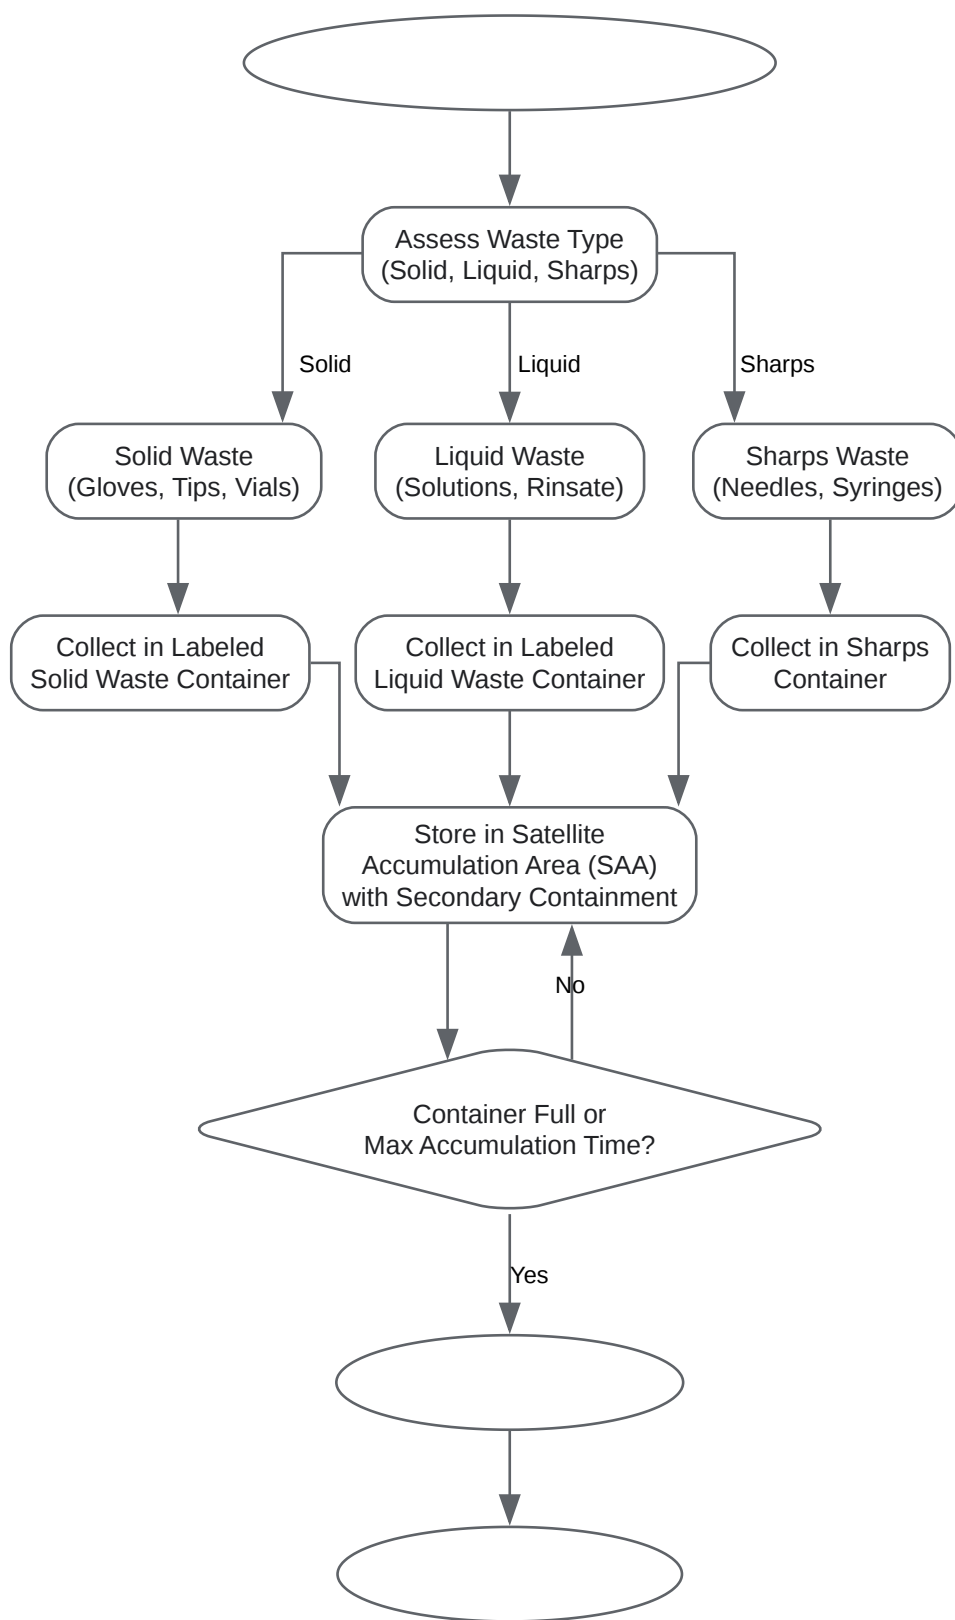 Assess Waste Type
(Solid, Liquid, Sharps)
Solid
Liquid
Sharps
Solid Waste
(Gloves, Tips, Vials)
Liquid Waste
(Solutions, Rinsate)
Sharps Waste
(Needles, Syringes)
Collect in Labeled
Solid Waste Container
Collect in Labeled
Liquid Waste Container
Collect in Sharps
Container
Store in Satellite
Accumulation Area (SAA)
with Secondary Containment
No
Container Full or
Max Accumulation Time?
Yes